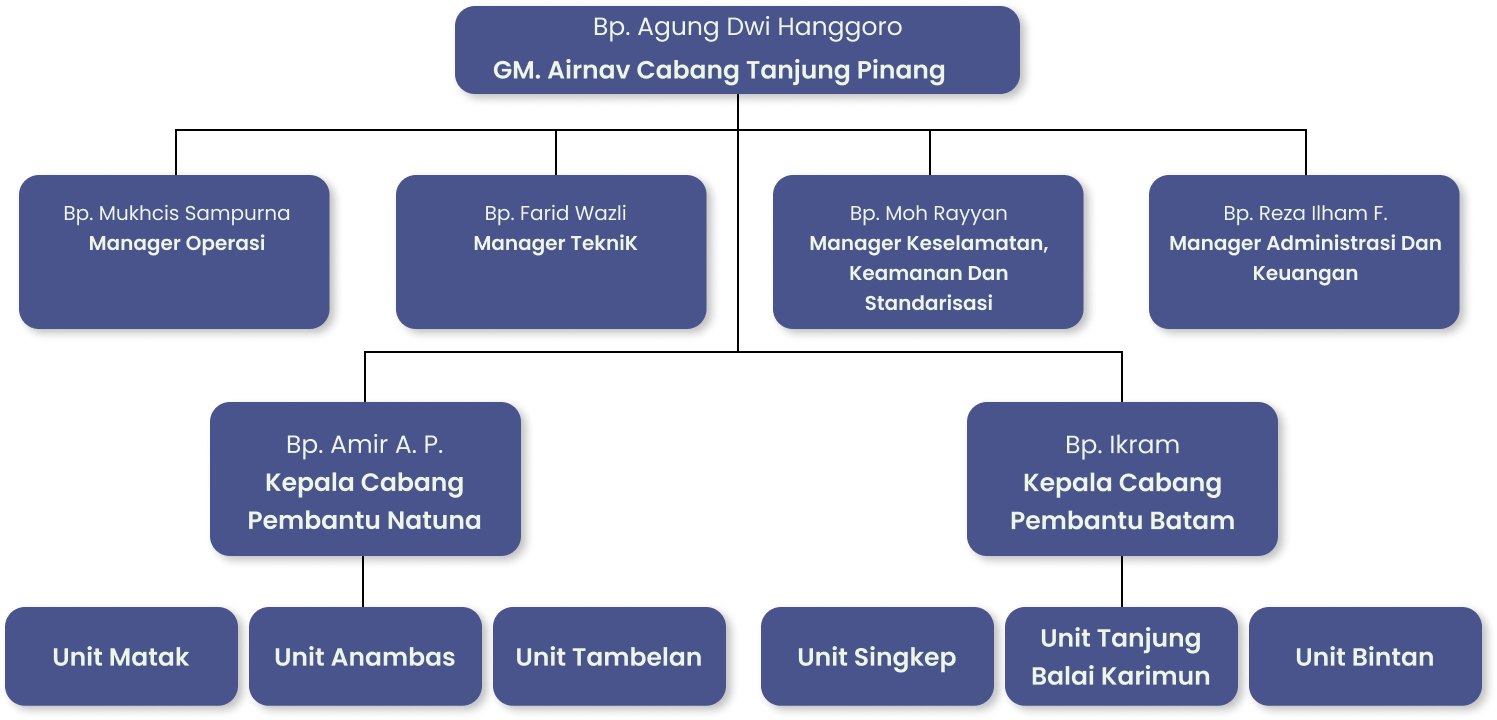 Bp. Agung Dwi Hanggoro
GM. Airnav Cabang Tanjung Pinang
Bp. Mukhcis Sampurna
Manager Operasi
Bp. Farid Wazli
Manager TekniK
Bp. Moh Rayyan
Manager Keselamatan,
Keamanan Dan
Standarisasi
Bp. Reza Ilham F.
Manager Administrasi Dan
Keuangan
Bp. Amir A. P.
Kepala Cabang
Pembantu Natuna
Bp. Ikram
Kepala Cabang
Pembantu Batam
Unit Matak
Unit Anambas
Unit Tambelan
Unit Singkep
Unit Tanjung
Balai Karimun
Unit Bintan